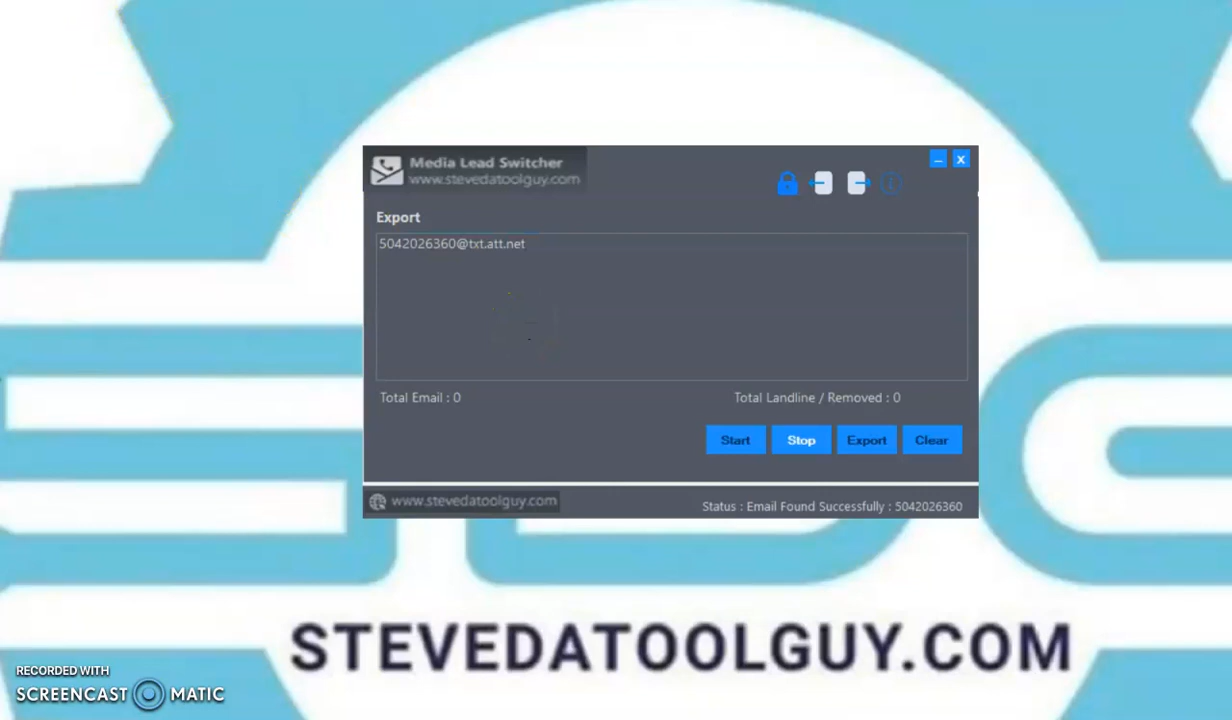 Media Lead Switcher
www.stevedatoolguy.com
Export
5042026360@txt.att.net
Total Email : 0
Total Landline / Removed : 0
Start
Stop
Export
Clear
www.stevedatoolguy.com
Status : Email Found Successfully : 5042026360
STEVEDATOOLGUY.COM
RECORDED WITH
SCREENCAST MATIC